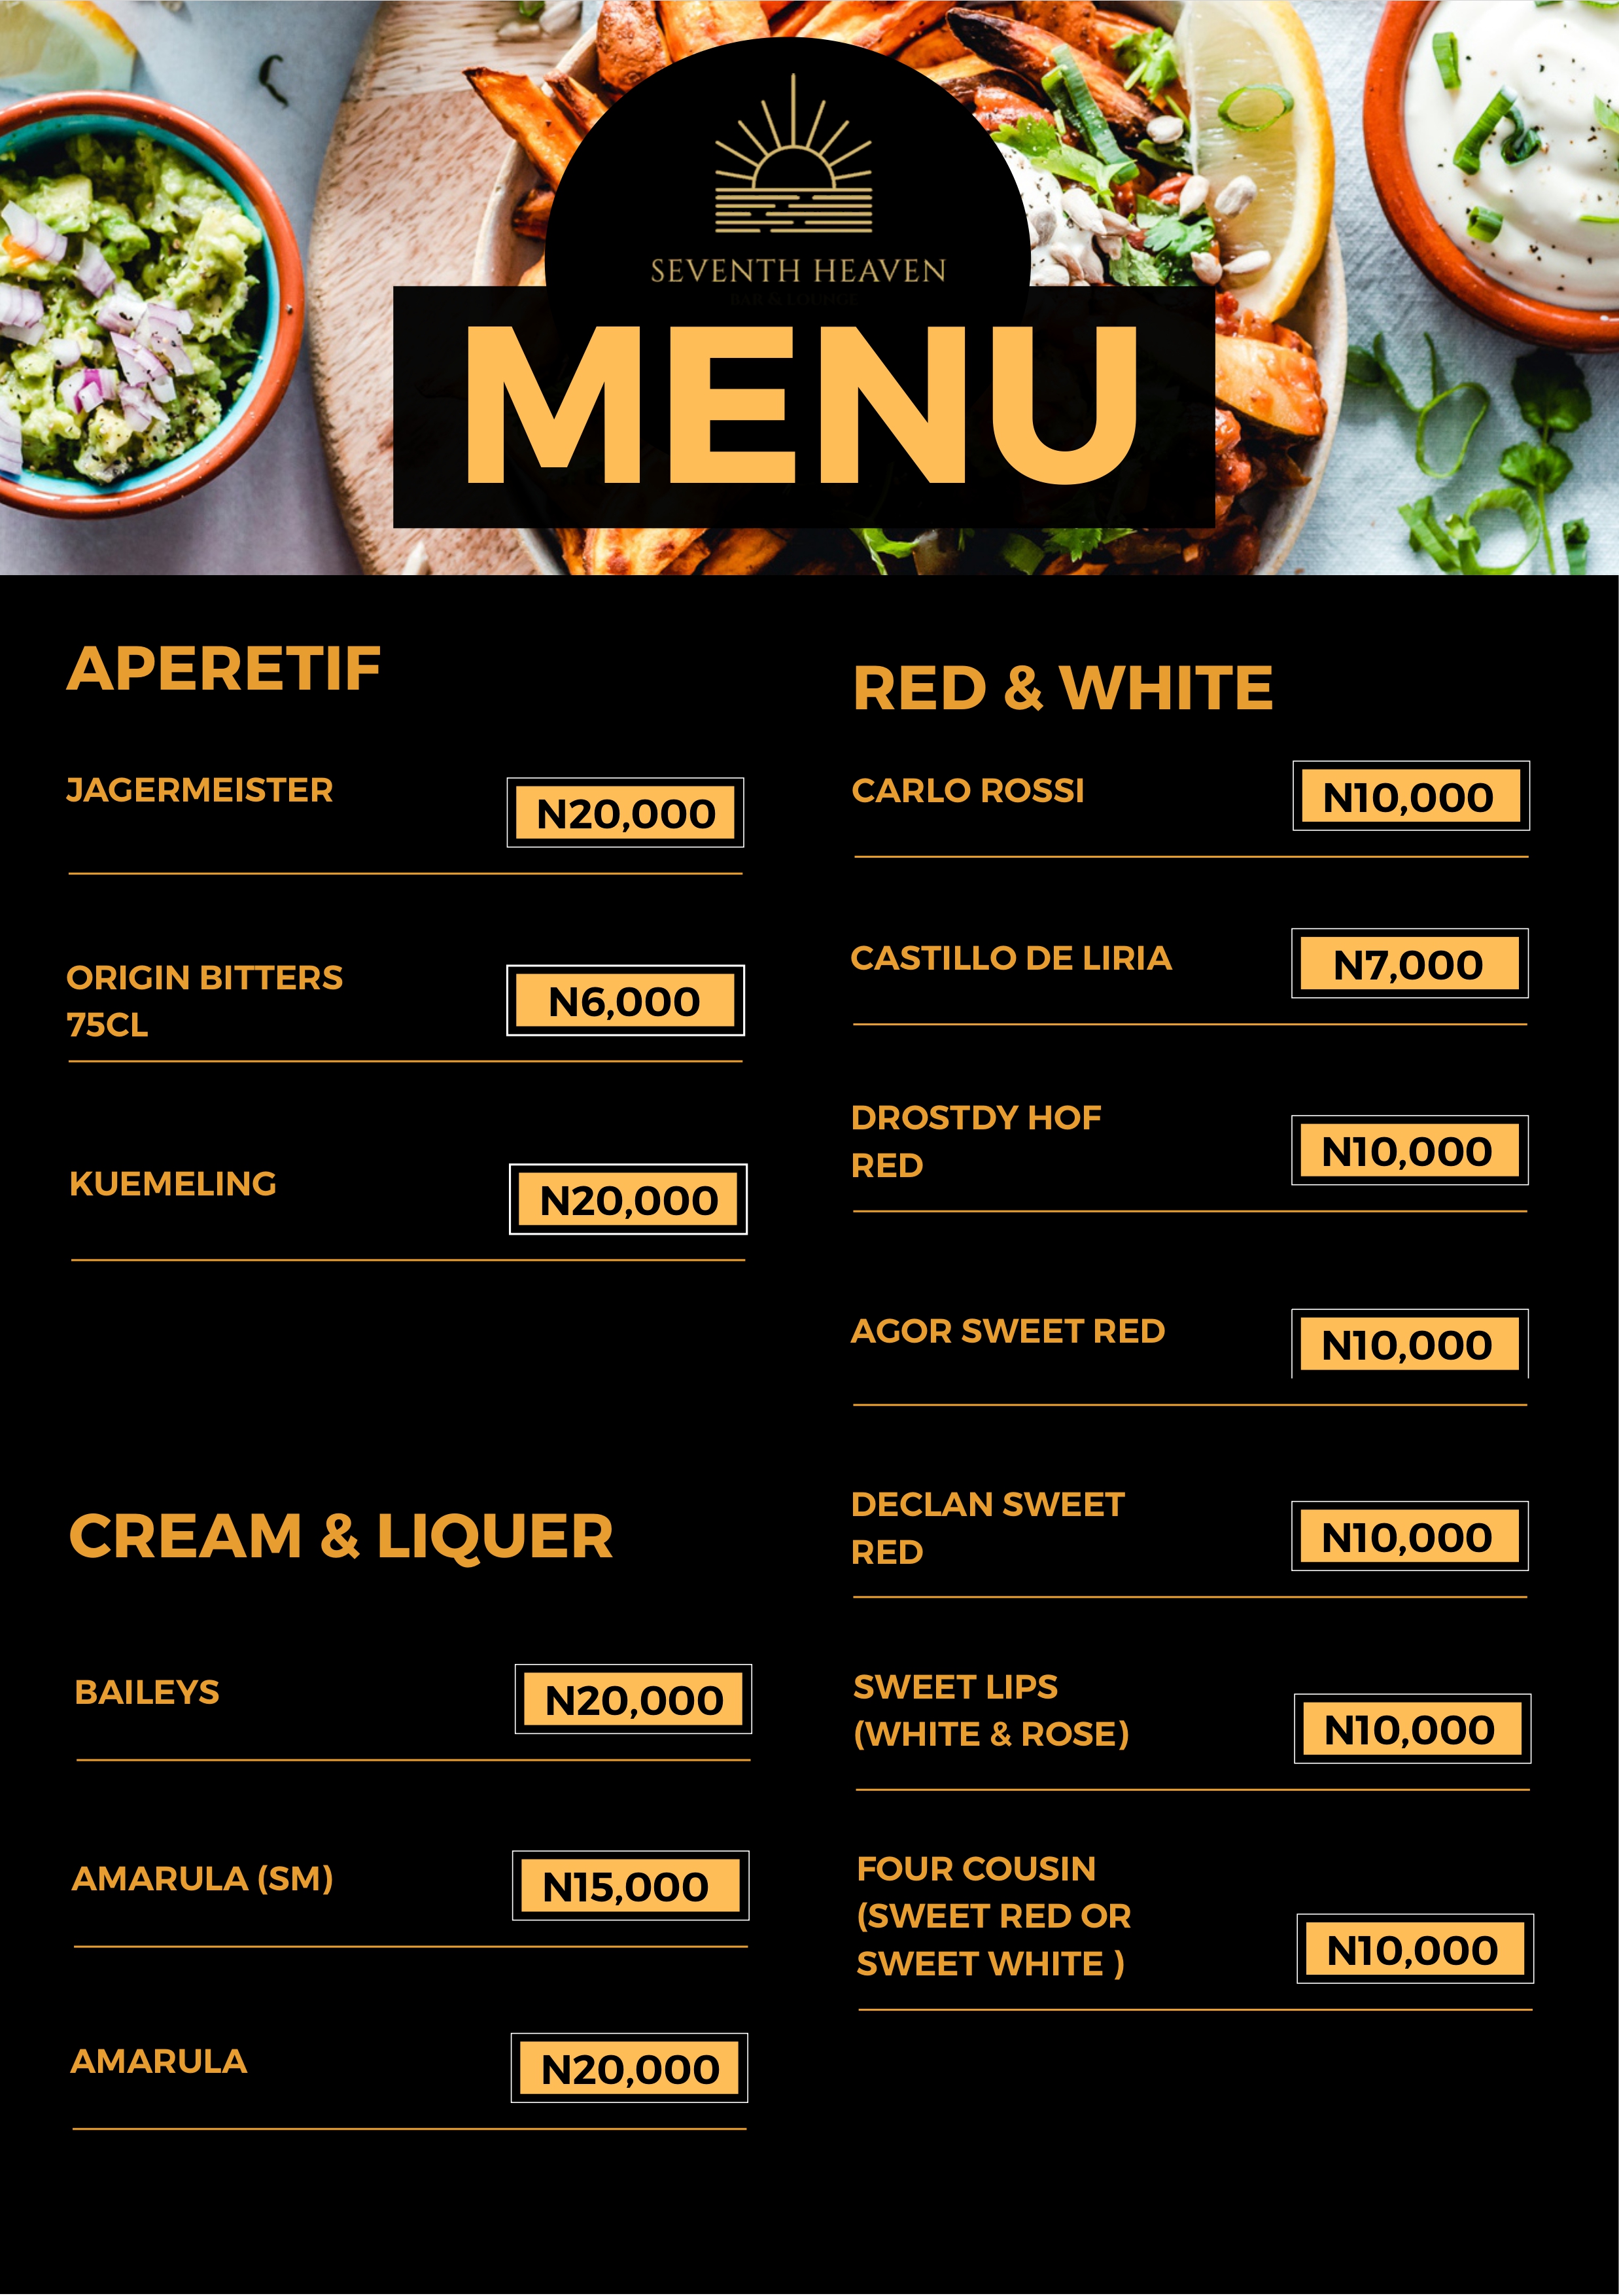 SEVENTH HEAVEN
BAR & LOUNGE
MENU
APERETIF
JAGERMEISTER
N20,000
ORIGIN BITTERS
75CL
N6,000
KUEMELING
N20,000
CREAM & LIQUER
BAILEYS
N20,000
AMARULA (SM)
N15,000
AMARULA
N20,000
RED & WHITE
CARLO ROSSI
N10,000
CASTILLO DE LIRIA
N7,000
DROSTDY HOF
RED
N10,000
AGOR SWEET RED
N10,000
DECLAN SWEET
RED
N10,000
SWEET LIPS
(WHITE & ROSE)
N10,000
FOUR COUSIN
(SWEET RED OR
SWEET WHITE )
N10,000